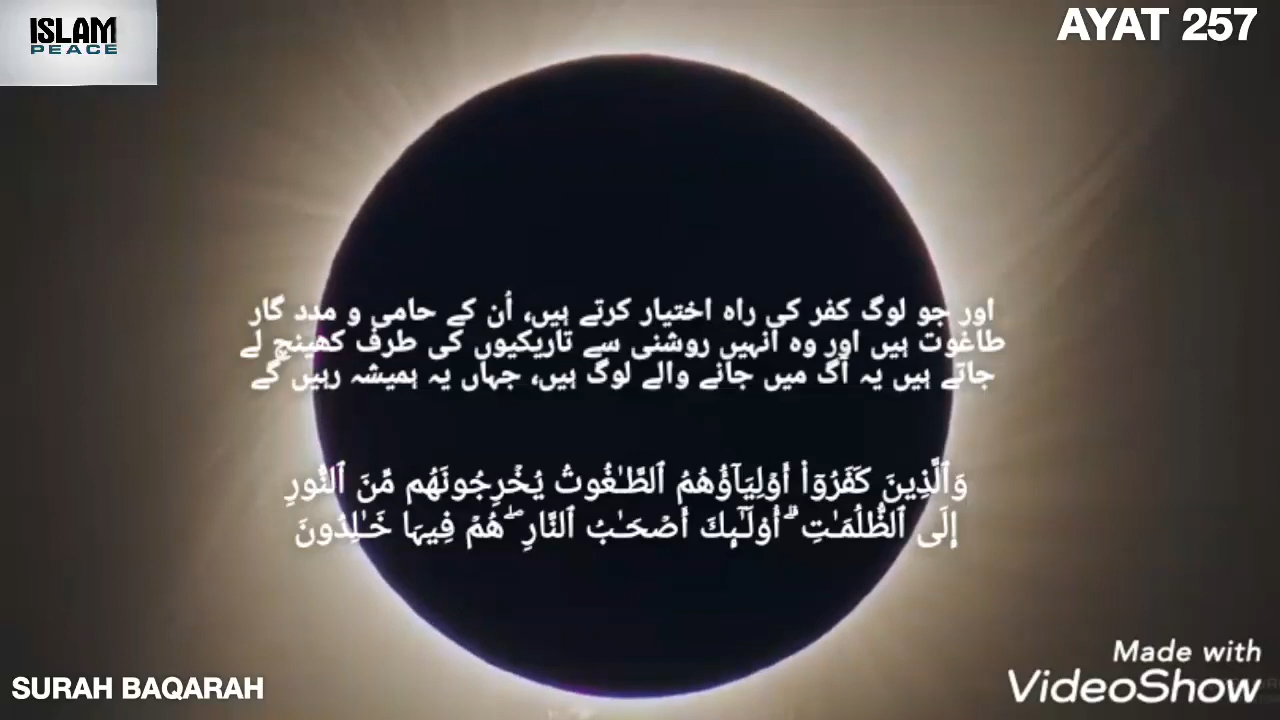 ISLAM
PEACE
AYAT 257
اور جو لوگ کفر کی راہ اختیار کرتے ہیں، اُن کے حامی و مدد گار
طاغوت ہیں اور وہ انہیں روشنی سے تاریکیوں کی طرف کھینچ لے
جاتے ہیں یہ آگ میں جانے والے لوگ ہیں، جہاں یہ ہمیشہ رہیں گے
وَٱلَّذِينَ كَفَرُوٓا۟ أَوْلِيَآؤُهُمُ ٱلطَّـٰغُوتُ يُخْرِجُونَهُم مِّنَ ٱلنُّورِ
إِلَى ٱلظُّلُمَـٰتِ ۗ أُو۟لَـٰٓئِكَ أَصْحَـٰبُ ٱلنَّارِ ۖ هُمْ فِيهَا خَـٰلِدُونَ
SURAH BAQARAH
Made with
VideoShow